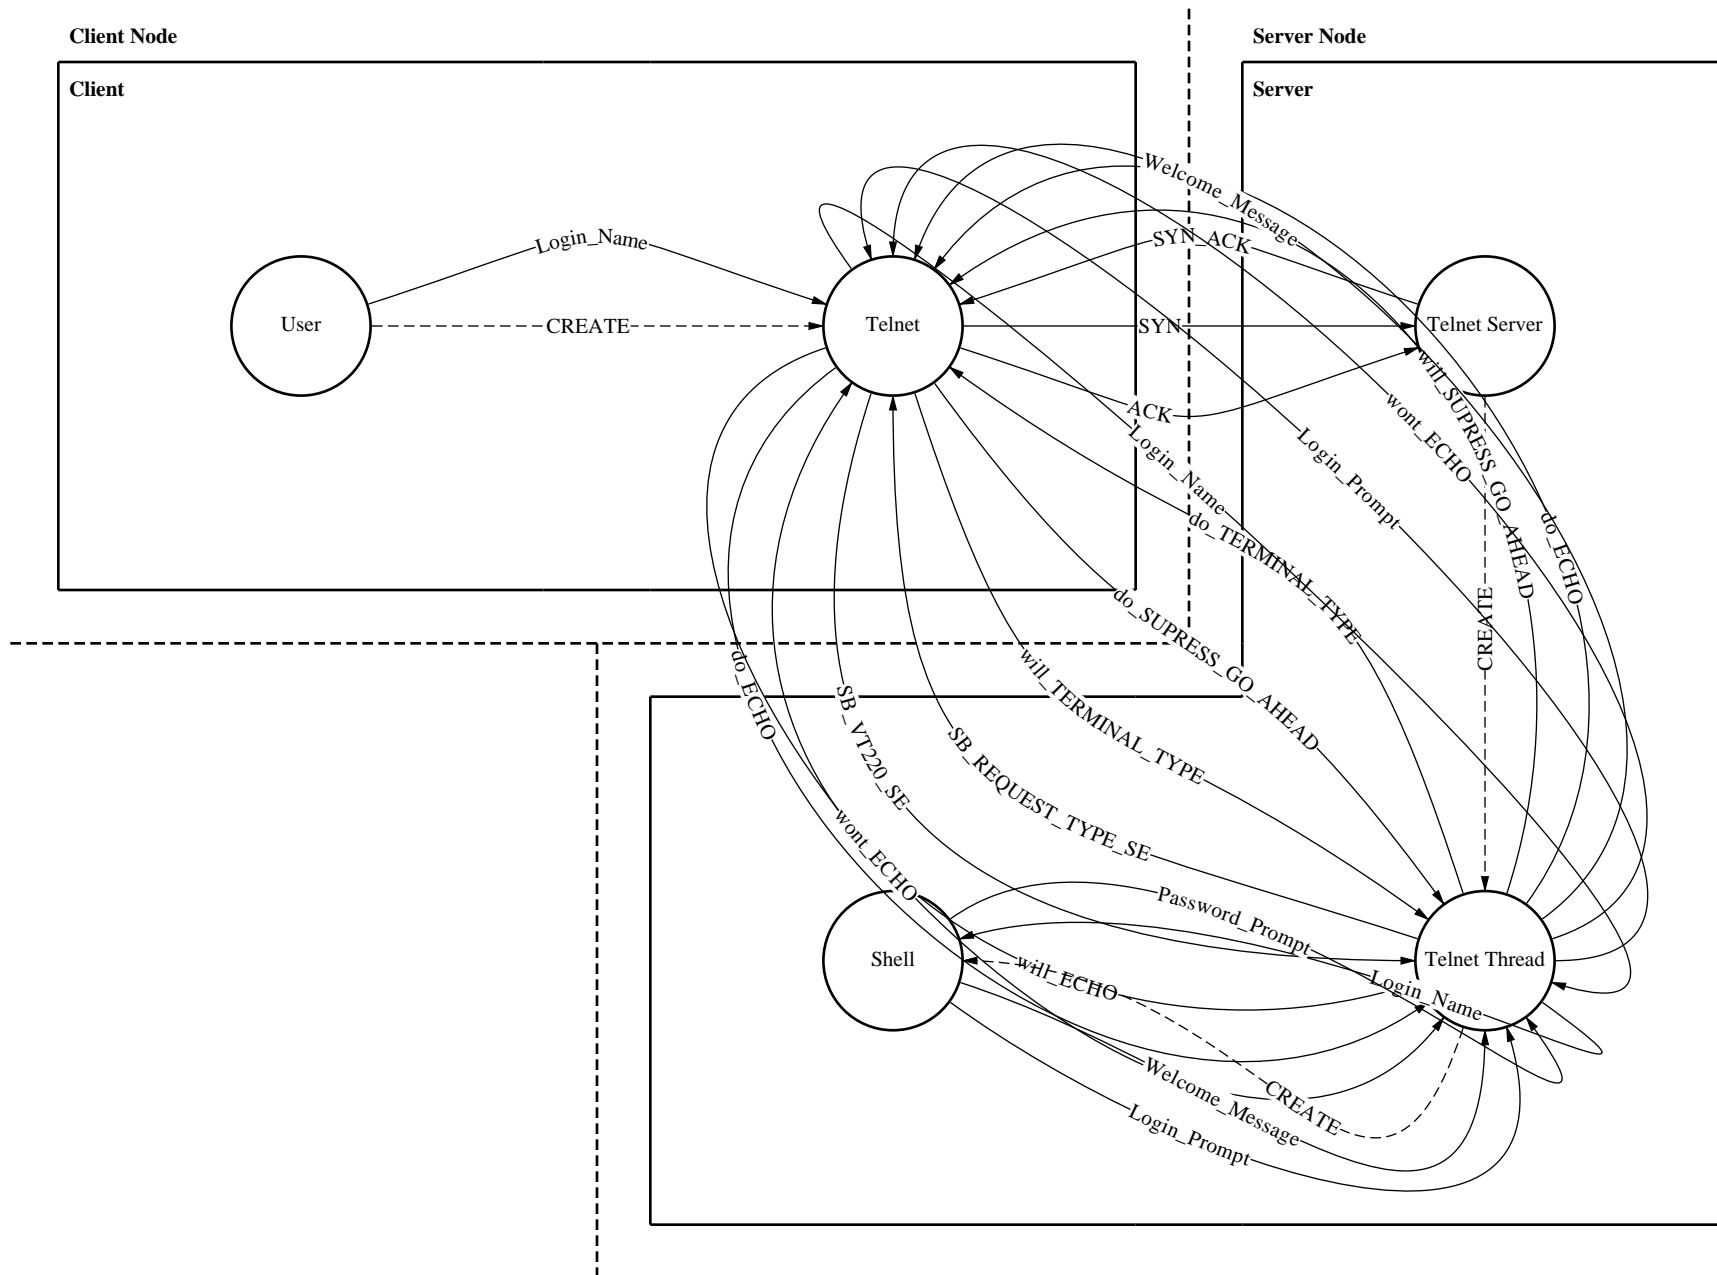 Client Node
Server Node
Client
Server
Welcome_Message
SYN_ACK
Login_Name
User
CREATE
Telnet
SYN
Telnet Server
ACK
will_SUPRESS_GO_AHEAD
wont_ECHO
Login_Prompt
Login_Name
do_TERMINAL_TYPE
do_ECHO
CREATE
do_SUPRESS_GO_AHEAD
will_TERMINAL_TYPE
do_ECHO
SB_VT220_SE
SB_REQUEST_TYPE_SE
wont_ECHO
Password_Prompt
Shell
Telnet Thread
will_ECHO
Login_Name
Welcome_Message
CREATE
Login_Prompt